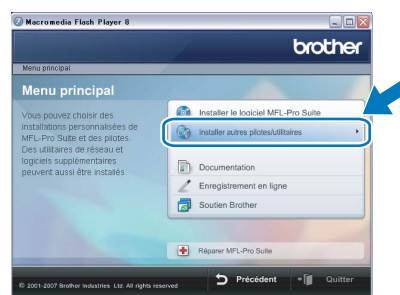 Macromedia Flash Player 8
brother
Menu principal
Menu principal
Vous pouvez choisir des
installations personnalisées de
MFL-Pro Suite et des pilotes.
Des utilitaires de réseau et
logiciels supplémentaires
peuvent aussi être installés.
Installer le logiciel MFL-Pro Suite
Installer autres pilotes/utilitaires
Documentation
Enregistrement en ligne
Soutien Brother
Réparer MFL-Pro Suite
© 2001-2007 Brother Industries Ltd. All rights reserved
Précédent
Quitter